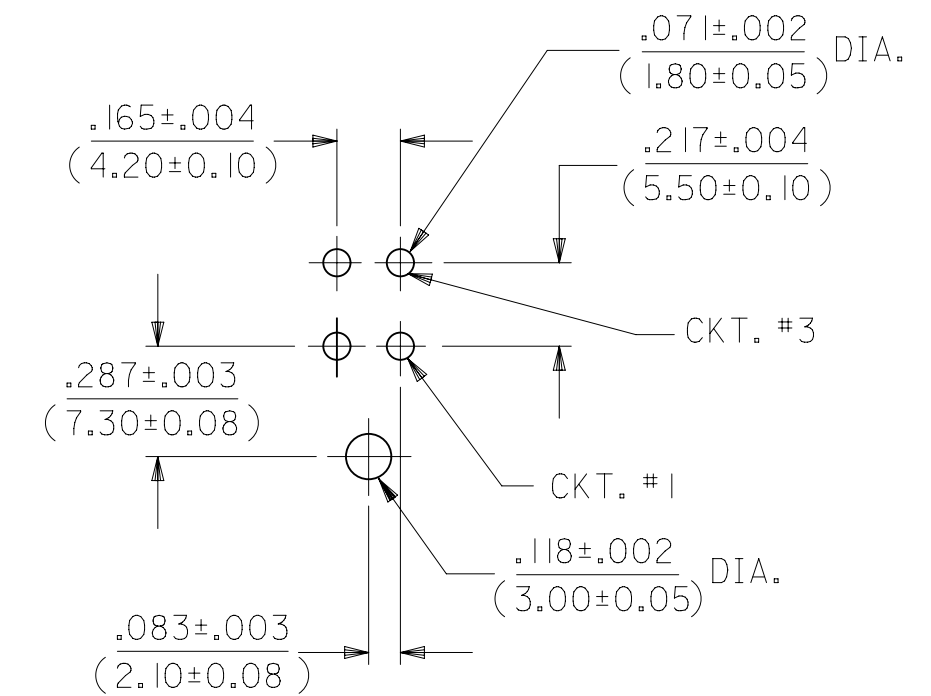 .071±.002
(1.80±0.05) DIA.
.165±.004
(4.20±0.10)
.217±.004
(5.50±0.10)
CKT. #3
.287±.003
(7.30±0.08)
CKT. #1
.118±.002
(3.00±0.05) DIA.
.083±.003
(2.10±0.08)